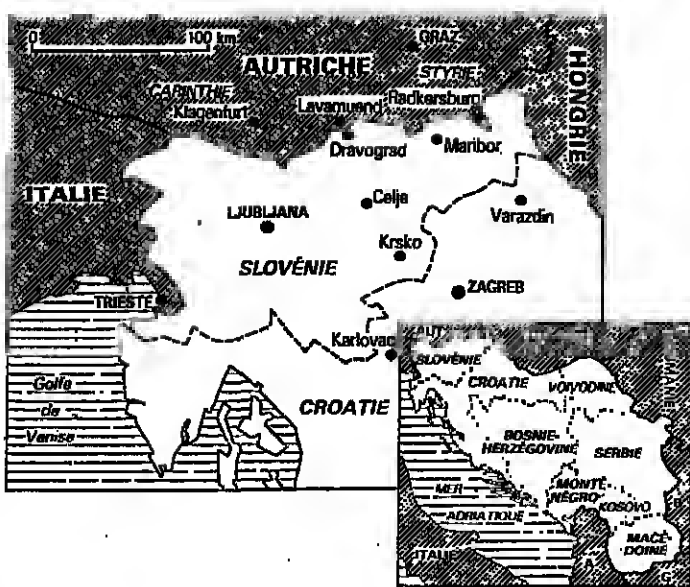 0 100 km
GRAZ
AUTRICHE
STYRIE
HONGRIE
CARINTHIE
Klagenfurt
Lavamuend
Radkersburg
Dravograd
Maribor
ITALIE
Celje
Varazdin
LJUBLJANA
Krsko
SLOVÉNIE
ZAGREB
TRIESTE
Karlovac
Golfe
de
Venise
CROATIE
AUT.
SLOVÉNIE
CROATIE
VOIVODINE
BOSNIE-
HERZÉGOVINE
SERBIE
MER
ADRIATIQUE
MONTÉ
NÉGRO
KOSOVO
MACÉ
DOINE
ITALIE
A
G